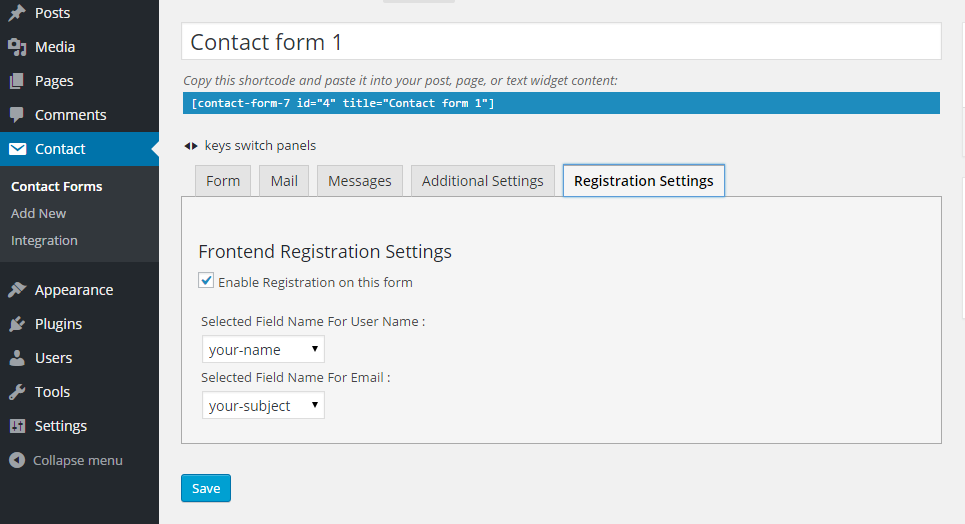 Posts
Media
Pages
Comments
Contact
Contact Forms
Add New
Integration
Appearance
Plugins
Users
Tools
Settings
Collapse menu
Contact form 1
Copy this shortcode and paste it into your post, page, or text widget content:
[contact-form-7 id="4" title="Contact form 1"]
keys switch panels
Form Mail Messages Additional Settings Registration Settings
Frontend Registration Settings
Enable Registration on this form
Selected Field Name For User Name :
your-name
Selected Field Name For Email :
your-subject
Save